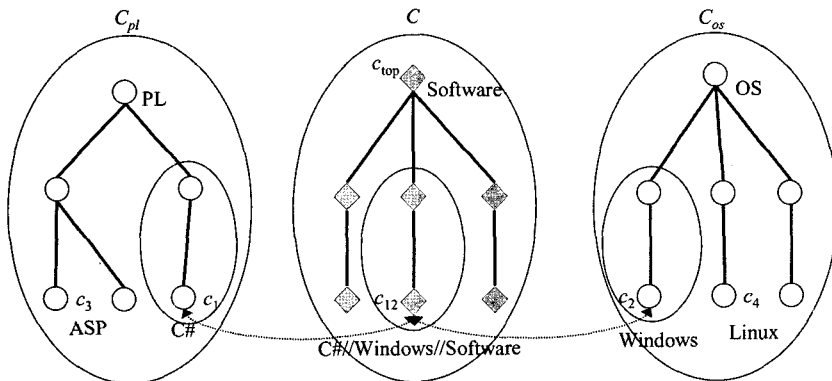 C_pl
C
C_os
PL
c_top
Software
OS
c_3
ASP
c_1
C#
c_12
C#//Windows//Software
c_2
Windows
c_4
Linux